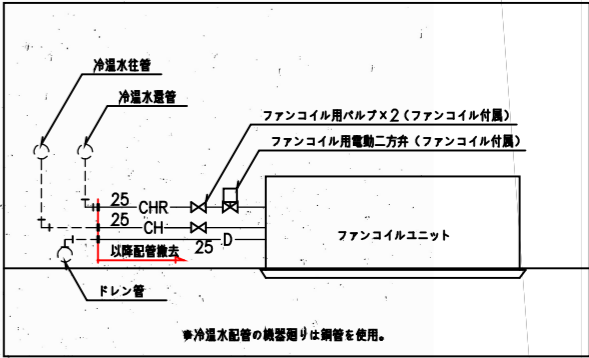 冷温水往管
冷温水還管
ファンコイル用バルブ×2（ファンコイル付属）
ファンコイル用電動二方弁（ファンコイル付属）
25 CHR
25 CH
25 D
以降配管撤去
ファンコイルユニット
ドレン管
※冷温水配管の機器廻りは銅管を使用。